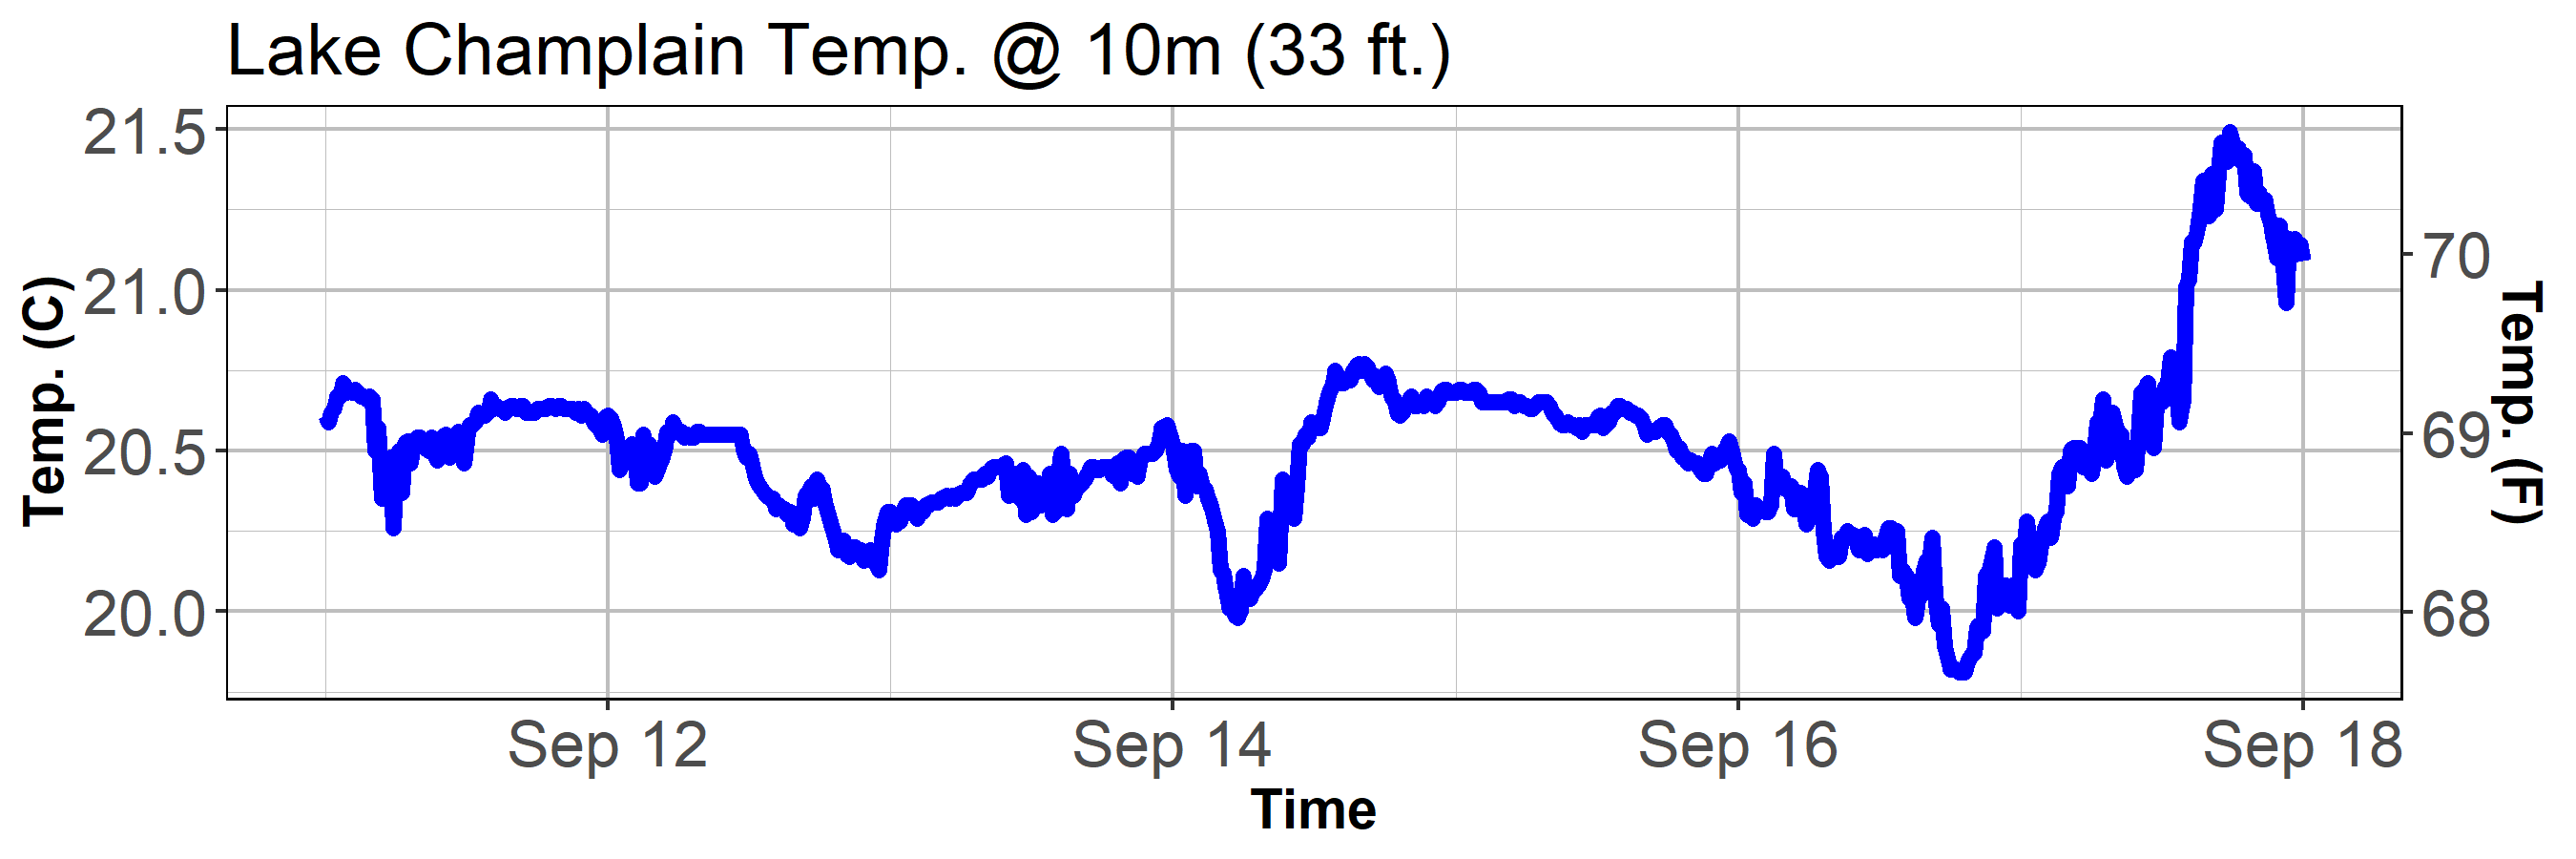 Lake Champlain Temp. @ 10m (33 ft.)
21.5
21.0
20.5
20.0
Temp. (C)
70
69
68
Temp. (F)
Sep 12
Sep 14
Sep 16
Sep 18
Time